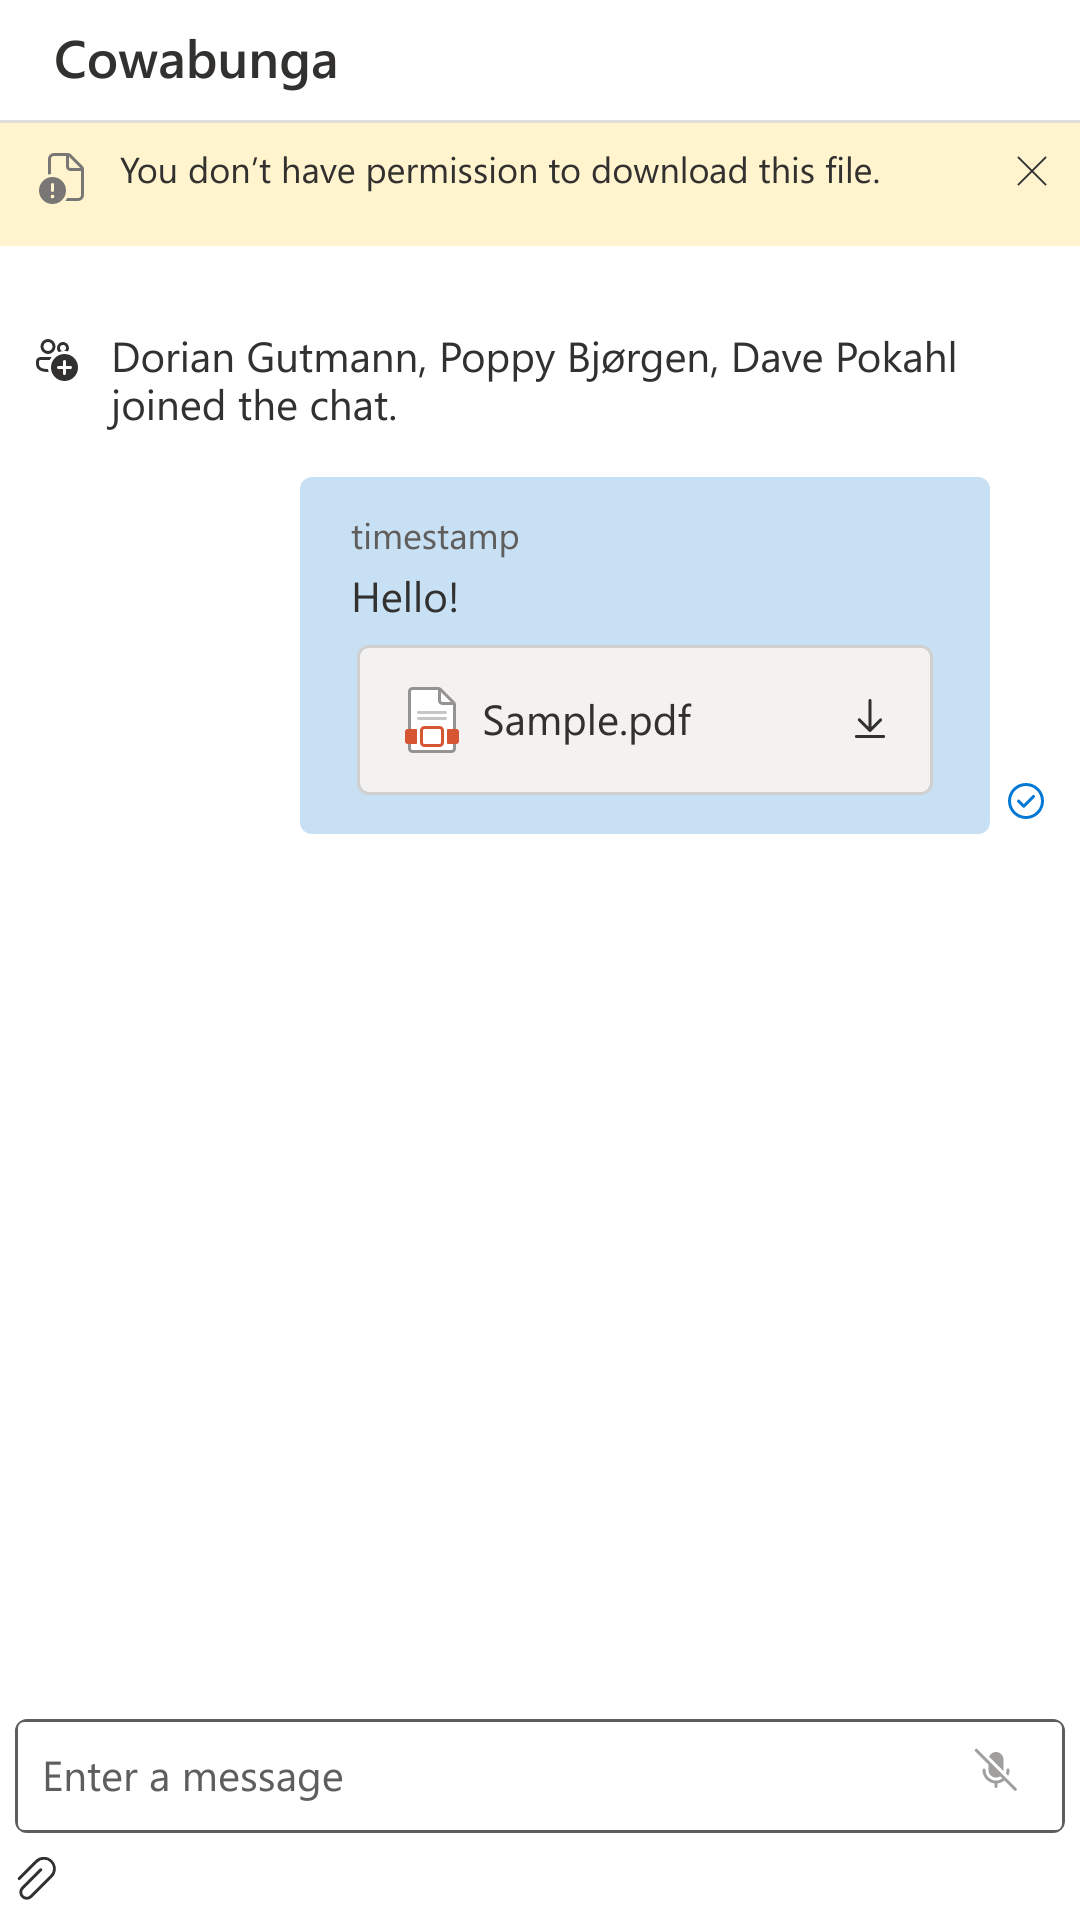 Cowabunga
You don’t have permission to download this file.
Dorian Gutmann, Poppy Bjørgen, Dave Pokahl
joined the chat.
timestamp
Hello!
Sample.pdf
Enter a message